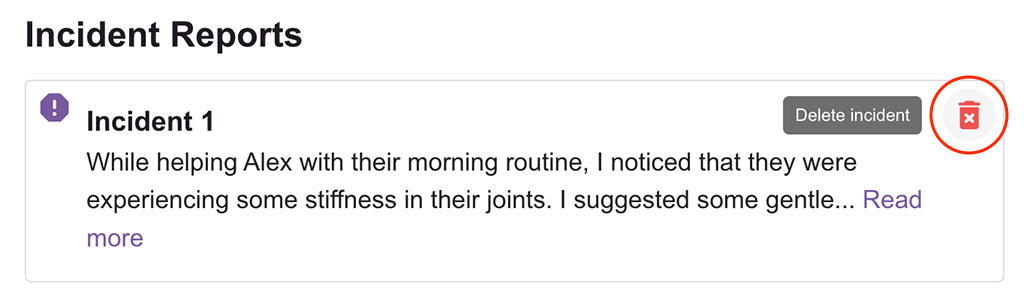 Incident Reports
Incident 1
Delete incident
While helping Alex with their morning routine, I noticed that they were
experiencing some stiffness in their joints. I suggested some gentle... Read
more